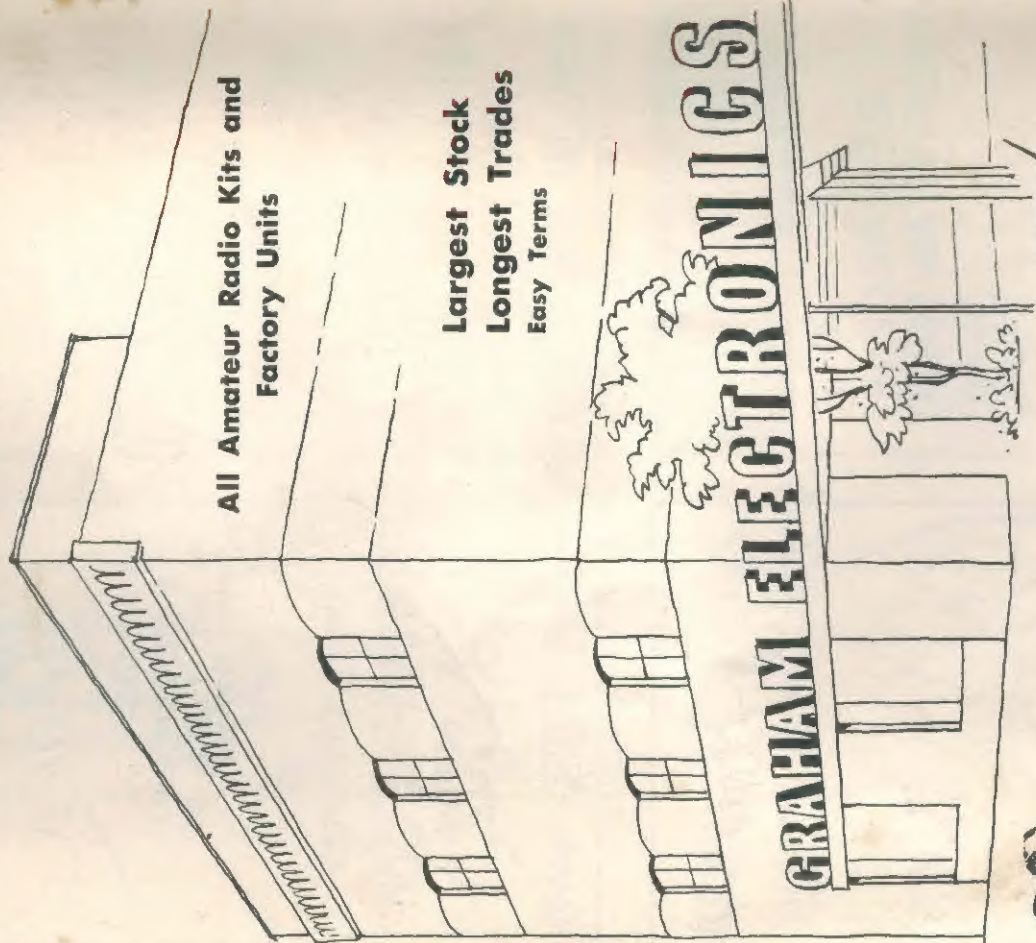 All Amateur Radio Kits and
Factory Units
Largest Stock
Longest Trades
Easy Terms
GRAHAM ELECTRONICS